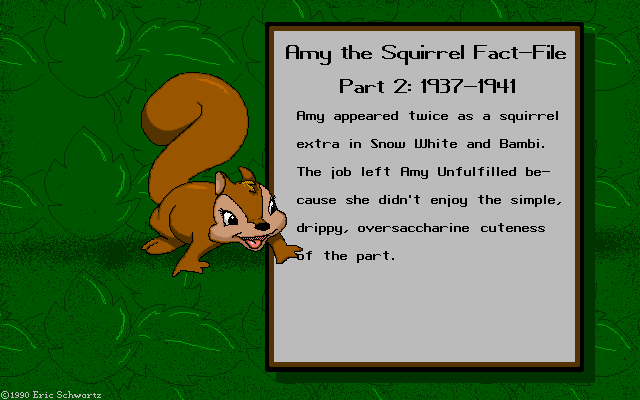 Amy the Squirrel Fact-File
Part 2: 1937-1941
Amy appeared twice as a squirrel
extra in Snow White and Bambi.
The job left Amy Unfulfilled be-
cause she didn't enjoy the simple,
drippy, oversaccharine cuteness
of the part.
©1990 Eric Schwartz